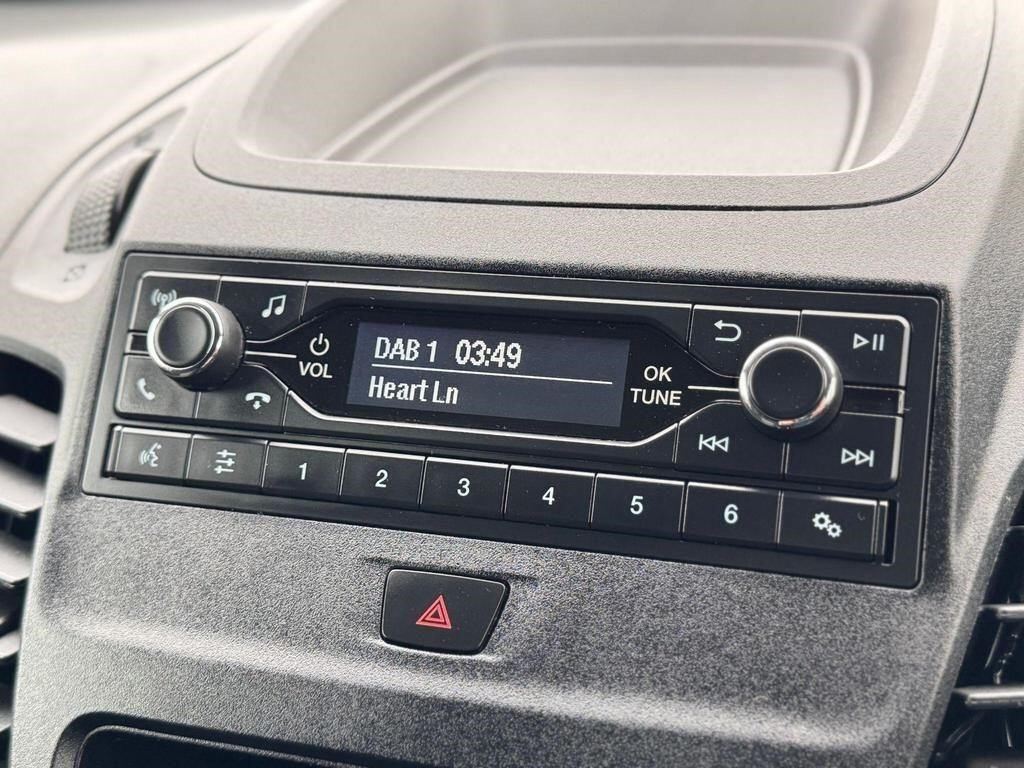 DAB 1 03:49
Heart Ln
VOL
OK
TUNE
1 2 3 4 5 6